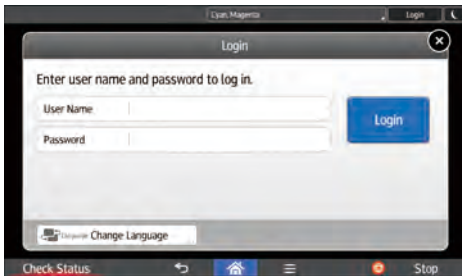 Cyan, Magenta
Login
Login
Enter user name and password to log in.
User Name
Login
Password
Change Language
Check Status
Stop